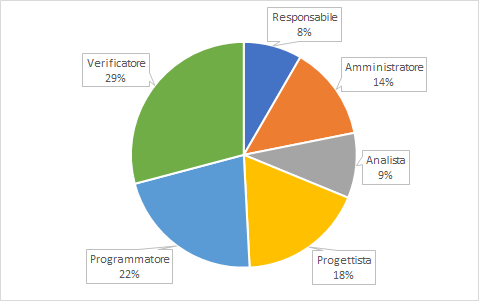 Responsabile
8%
Amministratore
14%
Analista
9%
Progettista
18%
Programmatore
22%
Verificatore
29%